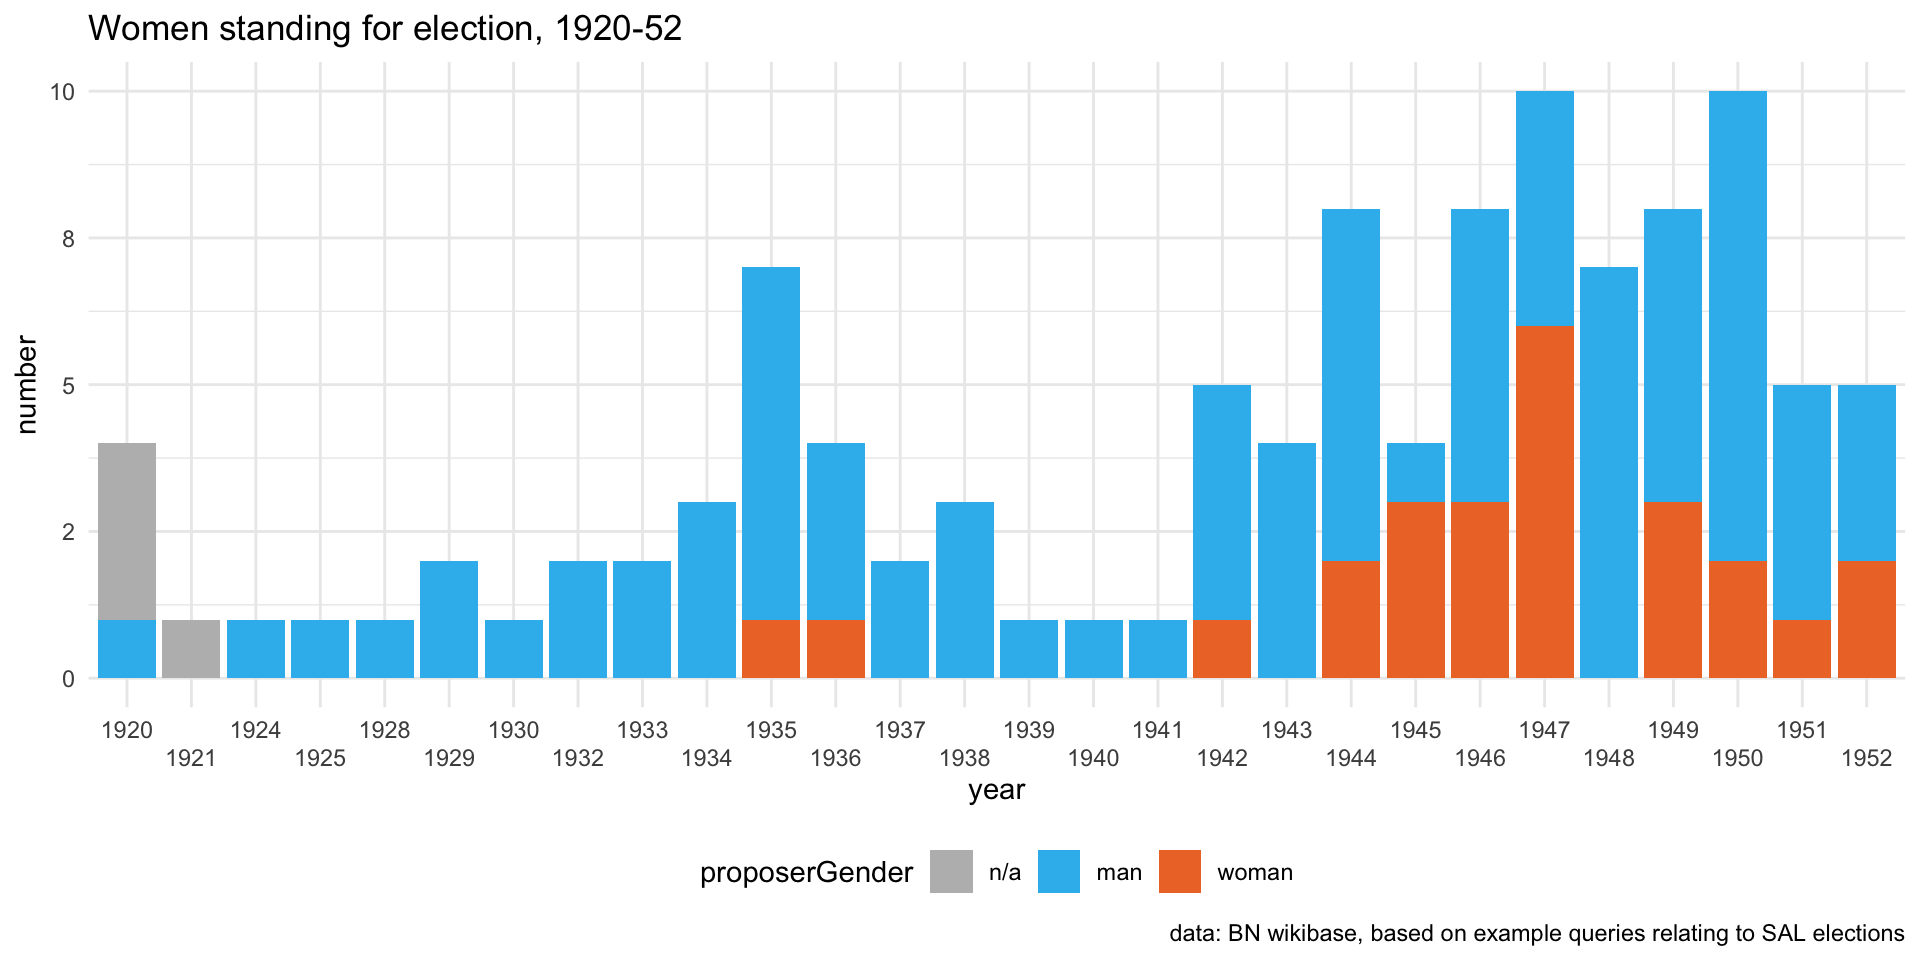 Women standing for election, 1920-52
10
8
5
2
0
number
1920 1924 1928 1930 1933 1935 1937 1939 1941 1943 1945 1947 1949 1951
1921 1925 1929 1932 1934 1936 1938 1940 1942 1944 1946 1948 1950 1952
year
proposerGender n/a man woman
data: BN wikibase, based on example queries relating to SAL elections